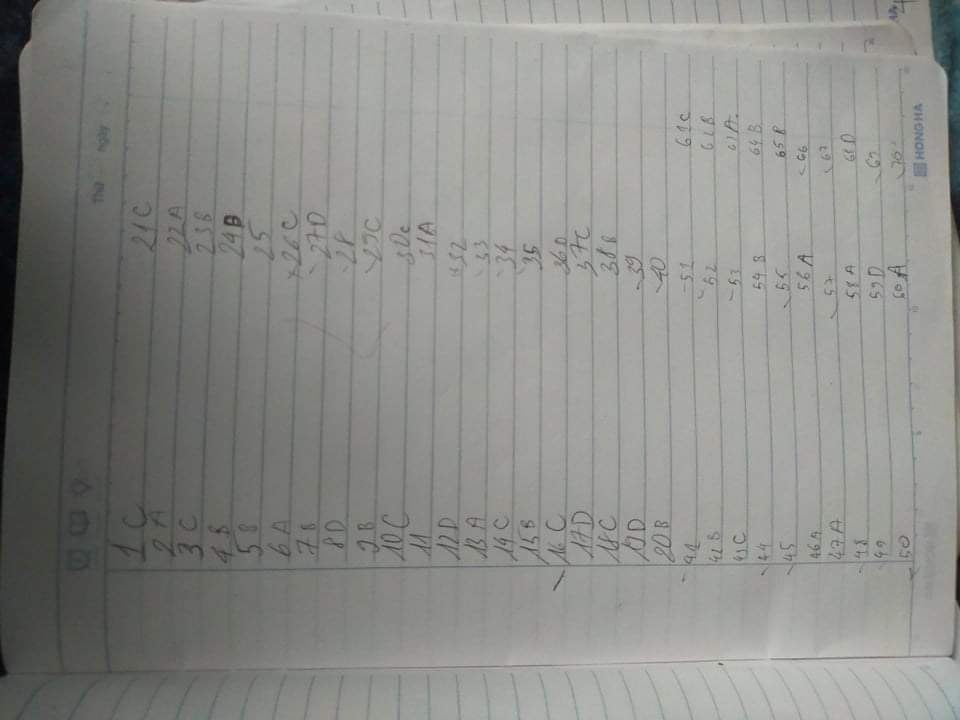 Thứ ngày
1 C
2 A
3 C
4 B
5 B
6 A
7 B
8 D
9 B
10 C
11
12 D
13 A
14 C
15 B
16 C
17 D
18 C
19 D
20 B
21 C
22 A
23 B
24 B
25
26 C
27 D
28
29 C
30 c
31 A
32
33
34
35
36 D
37 C
38 B
39
40
41
42 B
43 C
44
45
46 A
47 A
48
49
50
51
52
53
54 B
55
56 A
57
58 A
59 D
60 A
61 C
62 B
63 A.
64 B
65 B
66
67
68 D
69
70
HONG HA